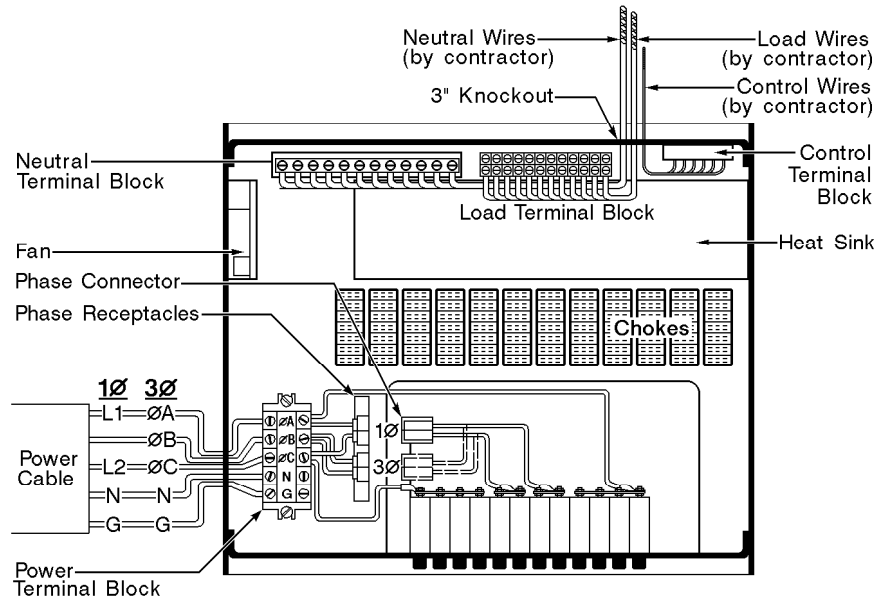 Neutral Wires
(by contractor)
Load Wires
(by contractor)
Control Wires
(by contractor)
3" Knockout
Neutral
Terminal Block
Control
Terminal
Block
Load Terminal Block
Fan
Heat Sink
Phase Connector
Phase Receptacles
Chokes
1Ø 3Ø
L1 ØA
ØB
L2 ØC
N N
G G
Power
Cable
ØA
ØB
ØC
N
G
1Ø
3Ø
Power
Terminal Block